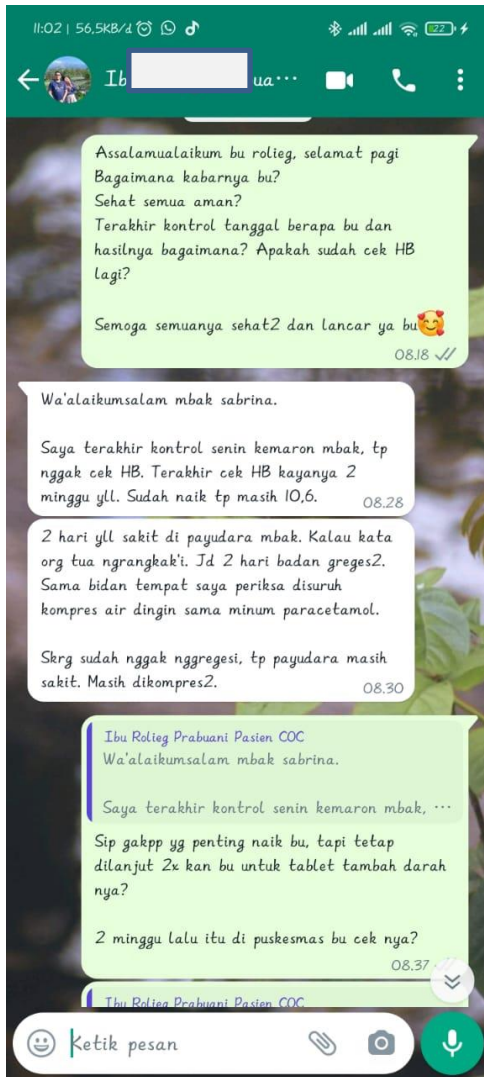 11:02 | 56,5KB/d
22
Ib ua...
Assalamualaikum bu rolieg, selamat pagi
Bagaimana kabarnya bu?
Sehat semua aman?
Terakhir kontrol tanggal berapa bu dan
hasilnya bagaimana? Apakah sudah cek HB
lagi?
Semoga semuanya sehat2 dan lancar ya bu🥰
08.18
Wa'alaikumsalam mbak sabrina.
Saya terakhir kontrol senin kemaron mbak, tp
nggak cek HB. Terakhir cek HB kayanya 2
minggu yll. Sudah naik tp masih 10,6.
08.28
2 hari yll sakit di payudara mbak. Kalau kata
org tua ngrangkak'i. Jd 2 hari badan greges2.
Sama bidan tempat saya periksa disuruh
kompres air dingin sama minum paracetamol.
Skrg sudah nggak nggregesi, tp payudara masih
sakit. Masih dikompres2.
08.30
Ibu Rolieg Prabuani Pasien COC
Wa'alaikumsalam mbak sabrina.
Saya terakhir kontrol senin kemaron mbak, ...
Sip gakpp yg penting naik bu, tapi tetap
dilanjut 2x kan bu untuk tablet tambah darah
nya?
2 minggu lalu itu di puskesmas bu cek nya?
08.37
Ibu Rolieg Prabuani Pasien COC
Ketik pesan